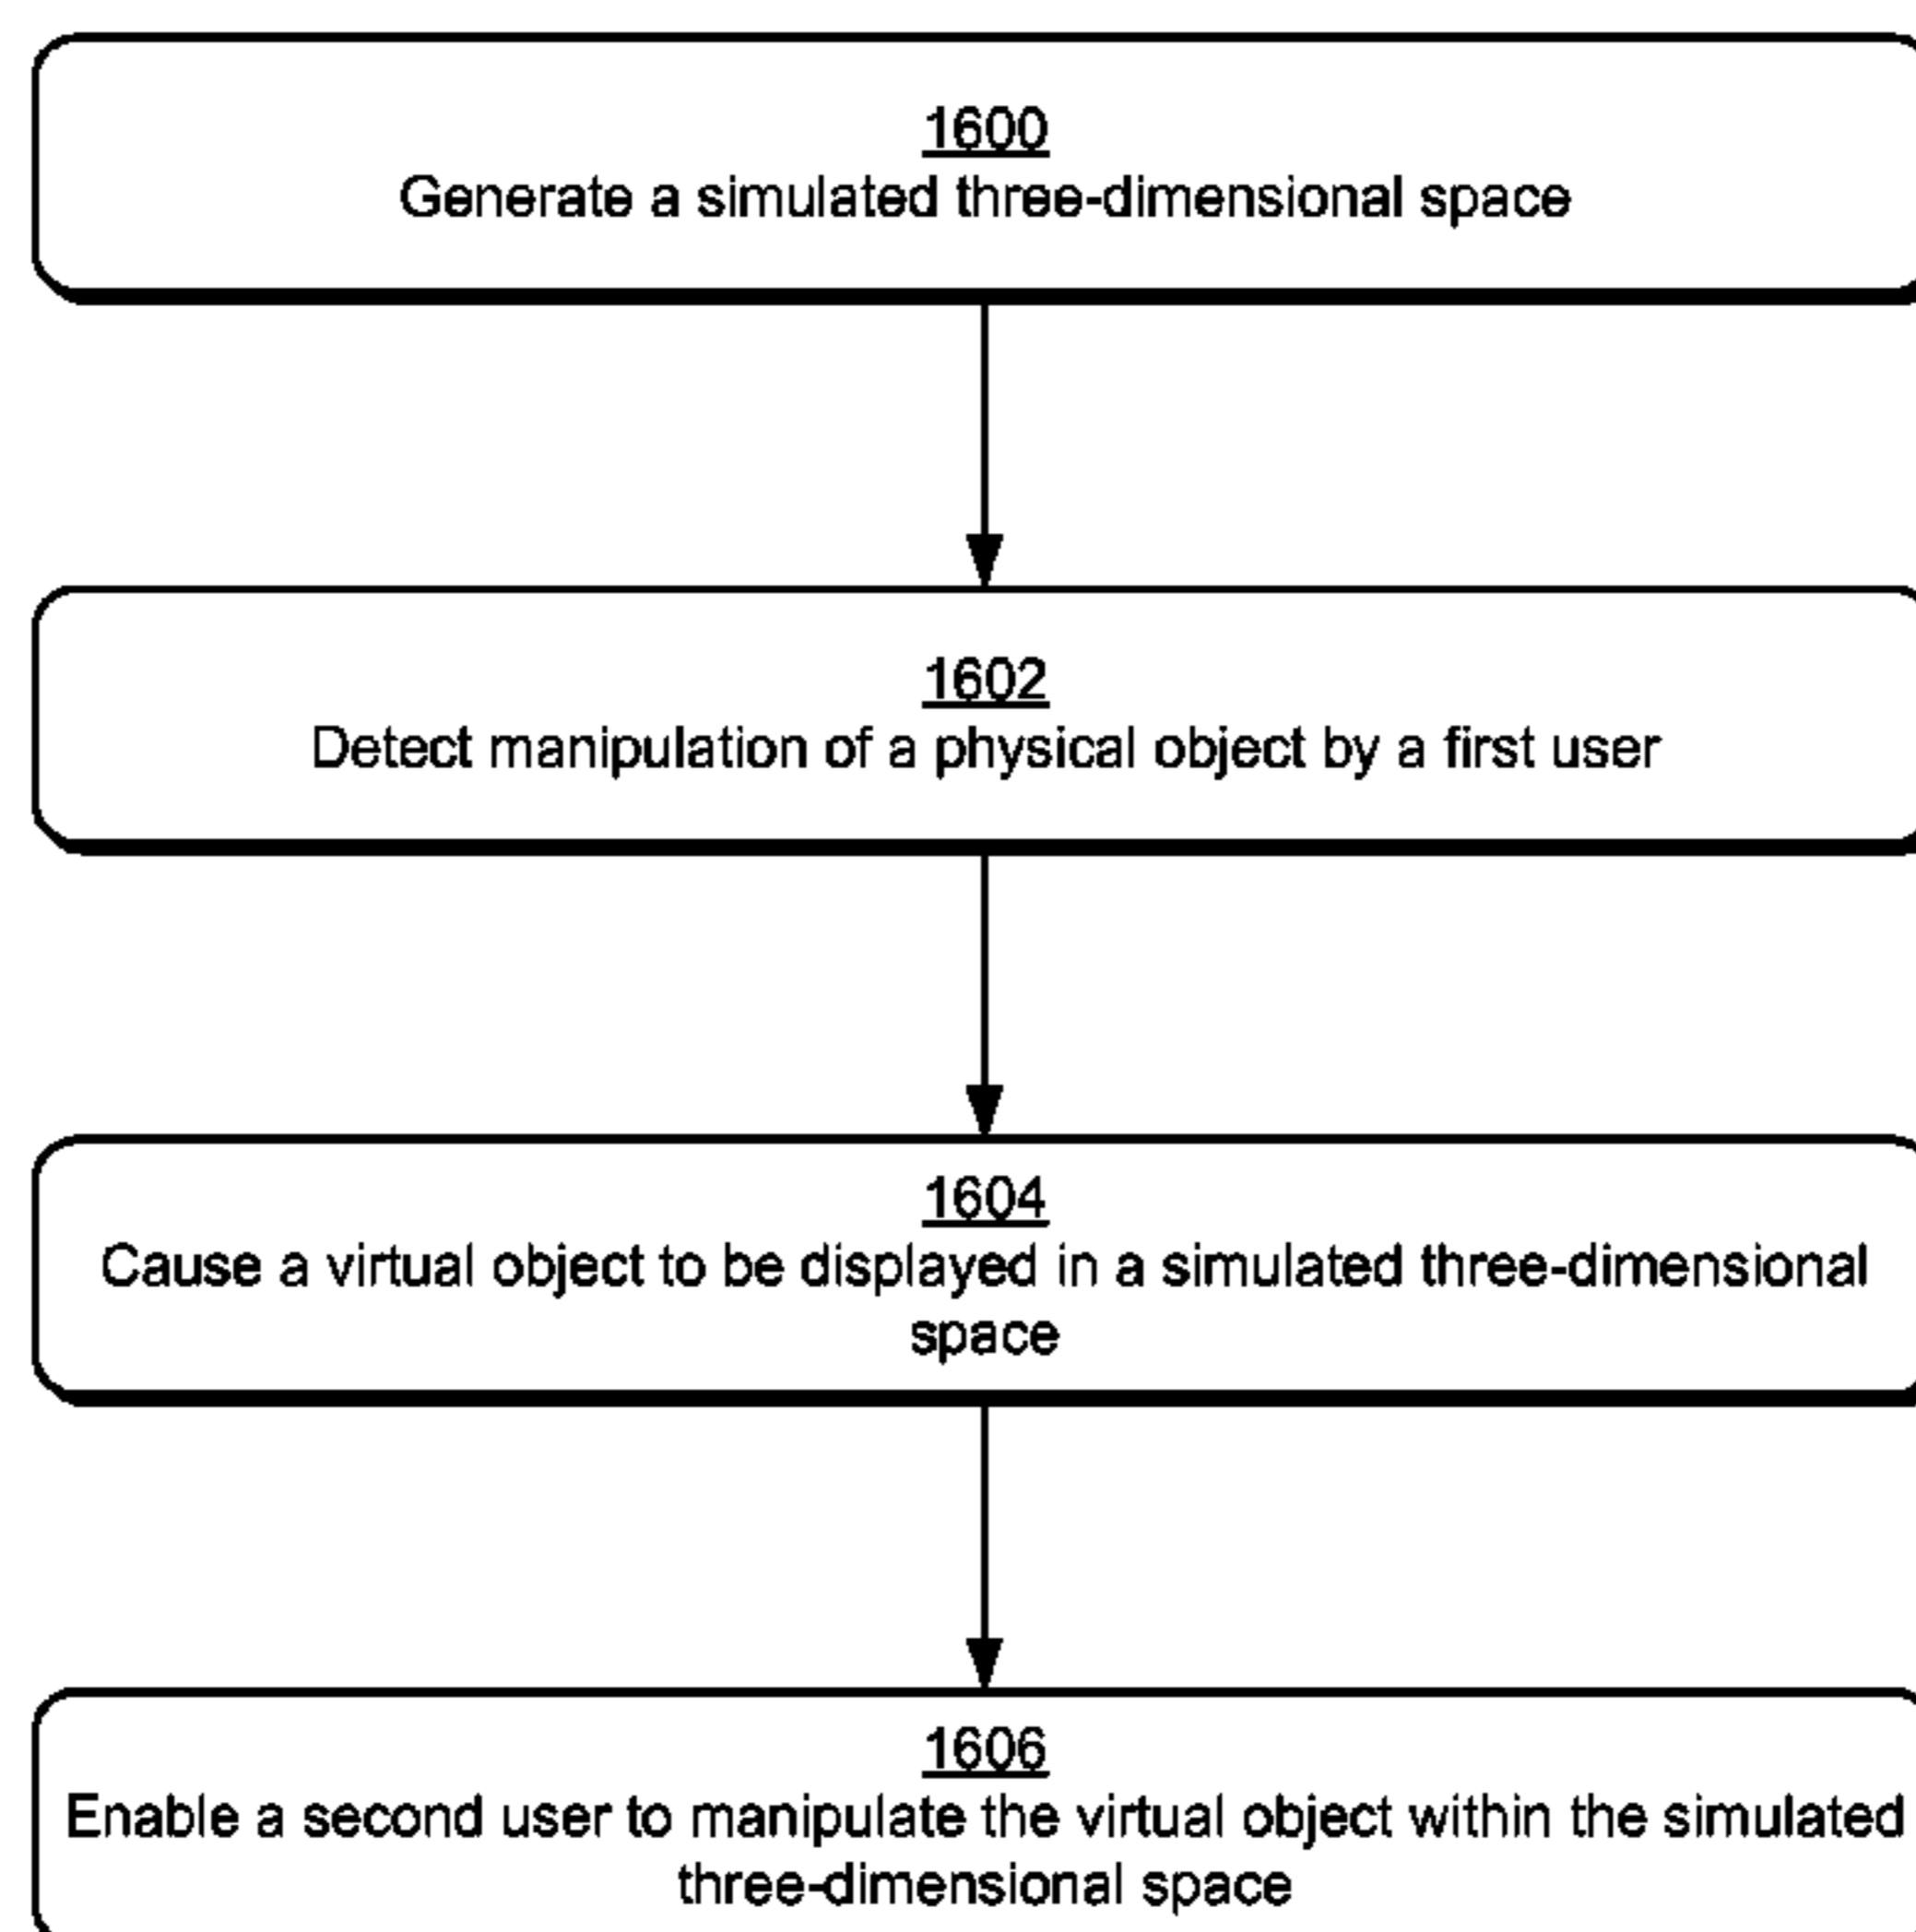 1600
Generate a simulated three-dimensional space
1602
Detect manipulation of a physical object by a first user
1604
Cause a virtual object to be displayed in a simulated three-dimensional
space
1606
Enable a second user to manipulate the virtual object within the simulated
three-dimensional space